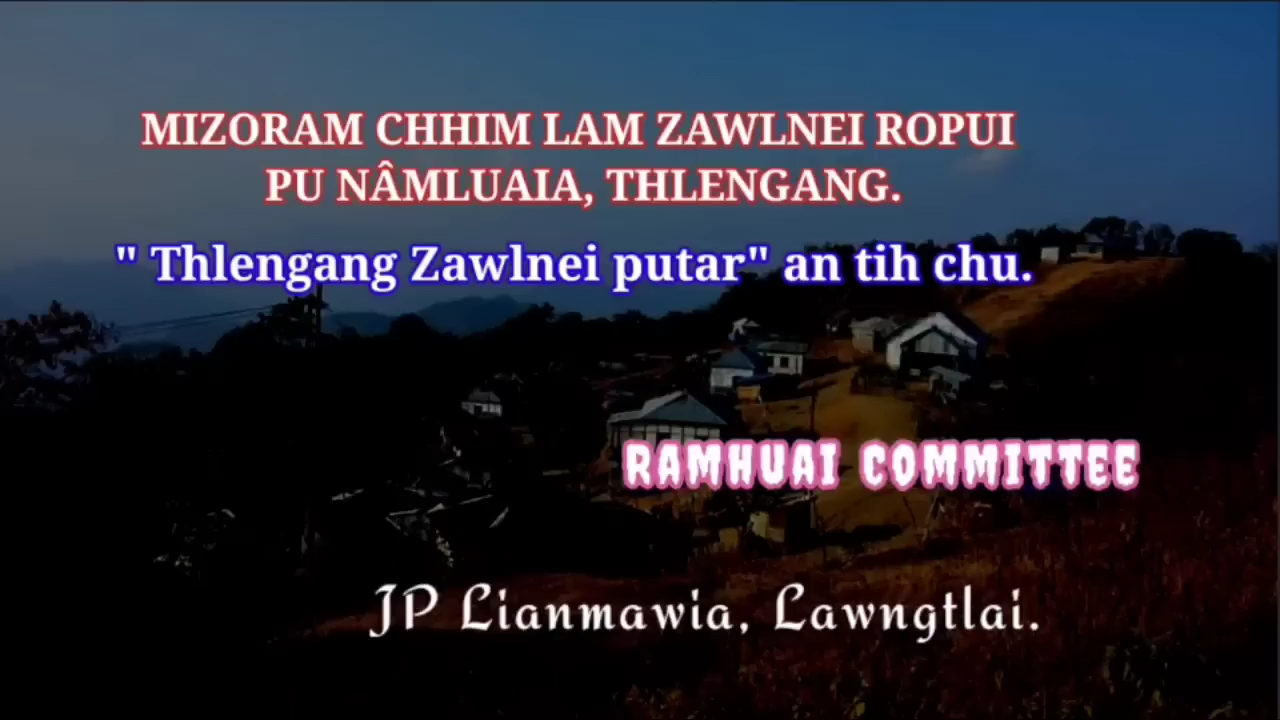 MIZORAM CHHIM LAM ZAWLNEI ROPUI
PU NÂMLUAIA, THLENGANG.
" Thlengang Zawlnei putar" an tih chu.
RAMHUAI COMMITTEE
JP Lianmawia, Lawngtlai.